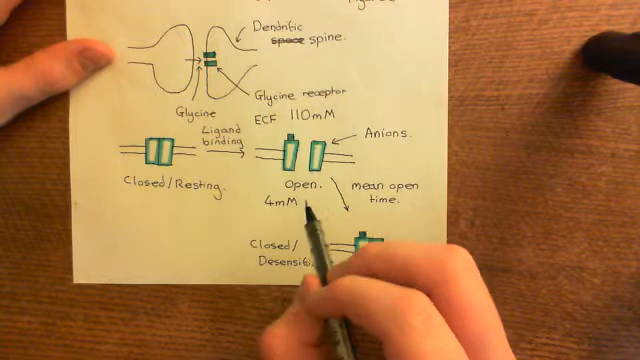 Dendritic
space spine.
Glycine receptor
Glycine
ECF 110mM
Ligand
binding
Anions.
Closed/Resting.
Open.
mean open
time.
4mM
Closed/